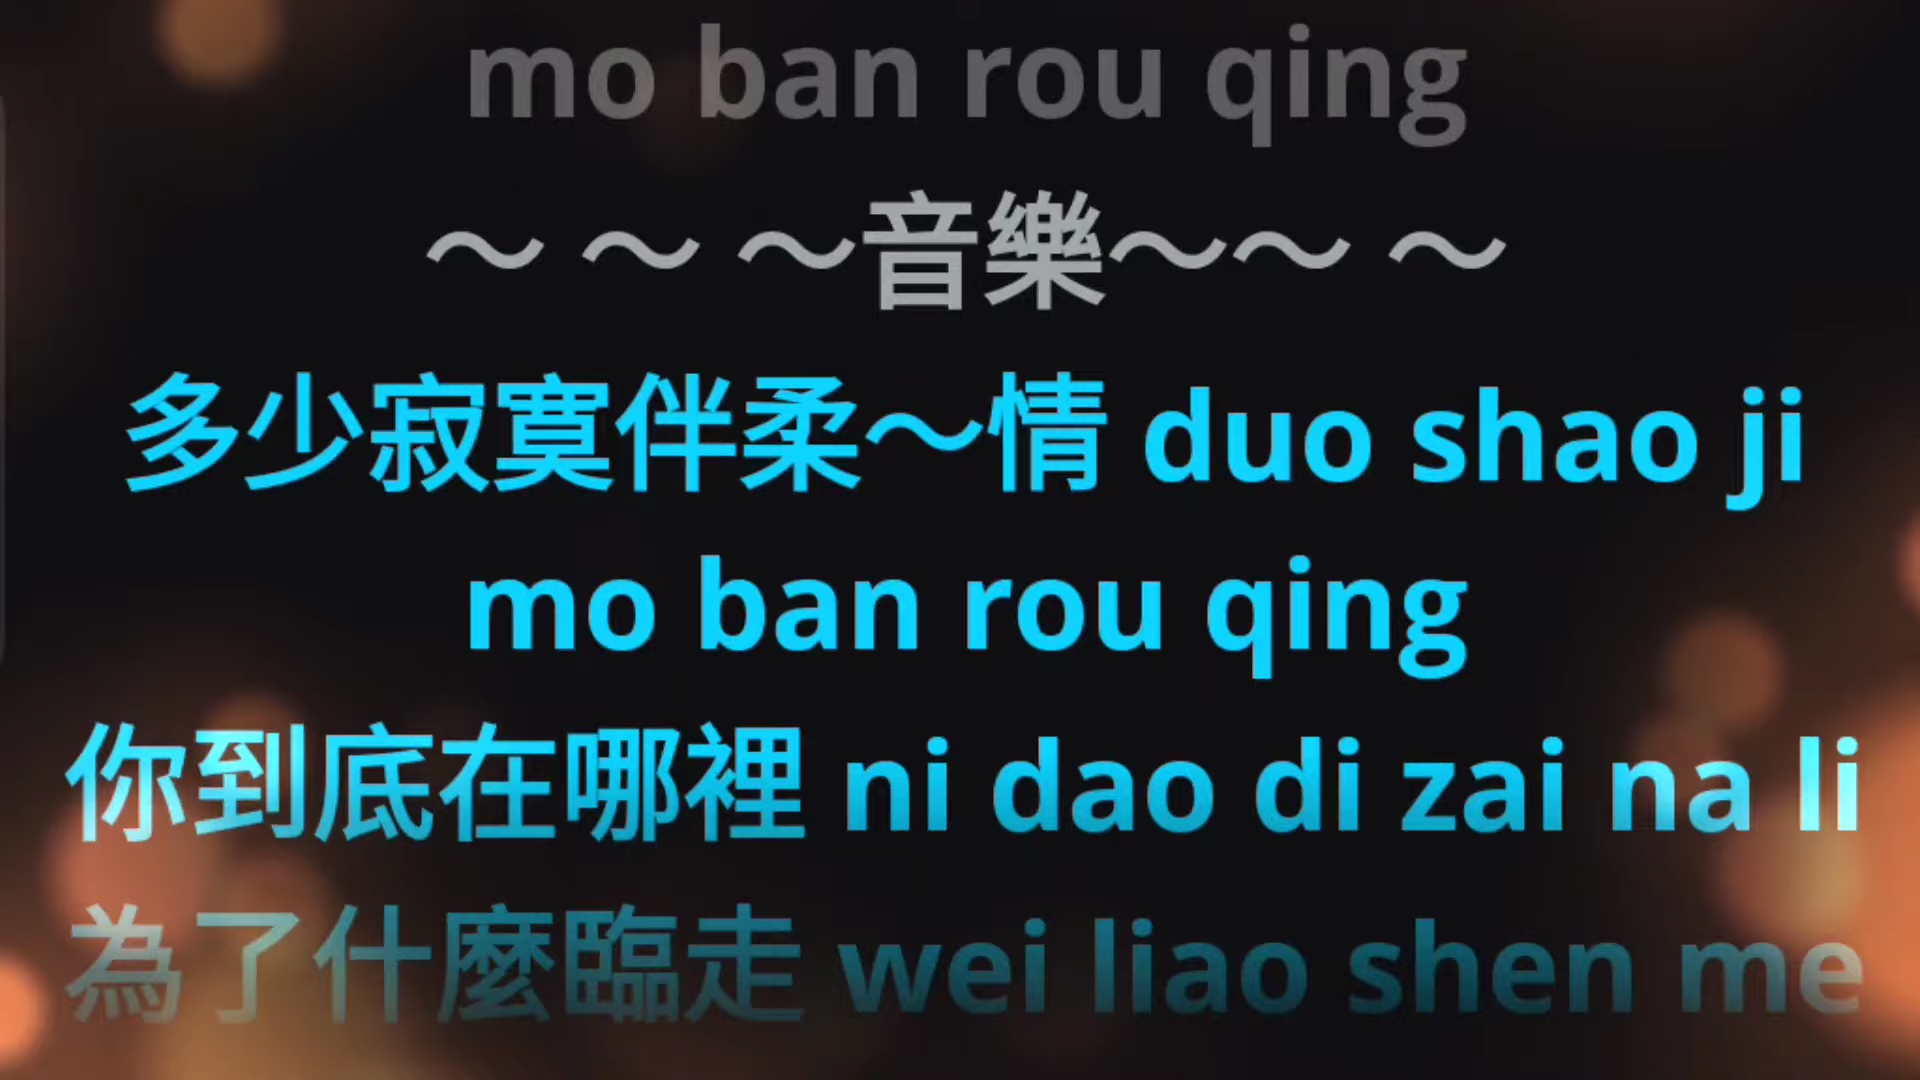 mo ban rou qing
～ ～ ～音樂～～ ～
多少寂寞伴柔～情 duo shao ji
mo ban rou qing
你到底在哪裡 ni dao di zai na li
為了什麼臨走 wei liao shen me